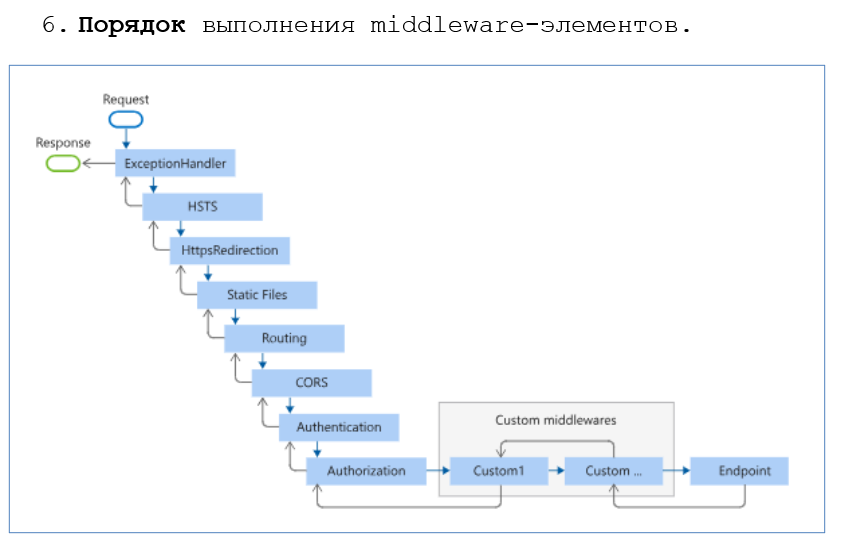 6. Порядок выполнения middleware-элементов.
Request
Response
ExceptionHandler
HSTS
HttpsRedirection
Static Files
Routing
CORS
Authentication
Custom middlewares
Authorization
Custom1
Custom ...
Endpoint